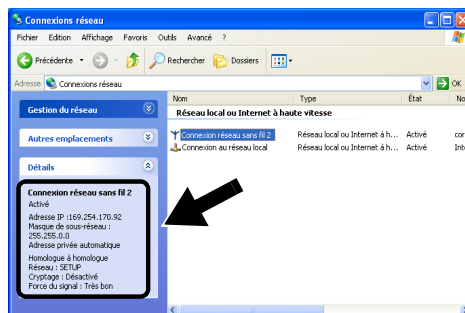 Connexions réseau
Fichier Edition Affichage Favoris Outils Avancé ?
Précédente Rechercher Dossiers
Adresse Connexions réseau OK
Nom Type État No
Gestion du réseau
Réseau local ou Internet à haute vitesse
Connexion réseau sans fil 2 Réseau local ou Internet à h... Activé cor
Autres emplacements
Connexion au réseau local Réseau local ou Internet à h... Activé Int
Détails
Connexion réseau sans fil 2
Activé
Adresse IP :169.254.170.92
Masque de sous-réseau :
255.255.0.0
Adresse privée automatique
Homologue à homologue
Réseau : SETUP
Cryptage : Désactivé
Force du signal : Très bon